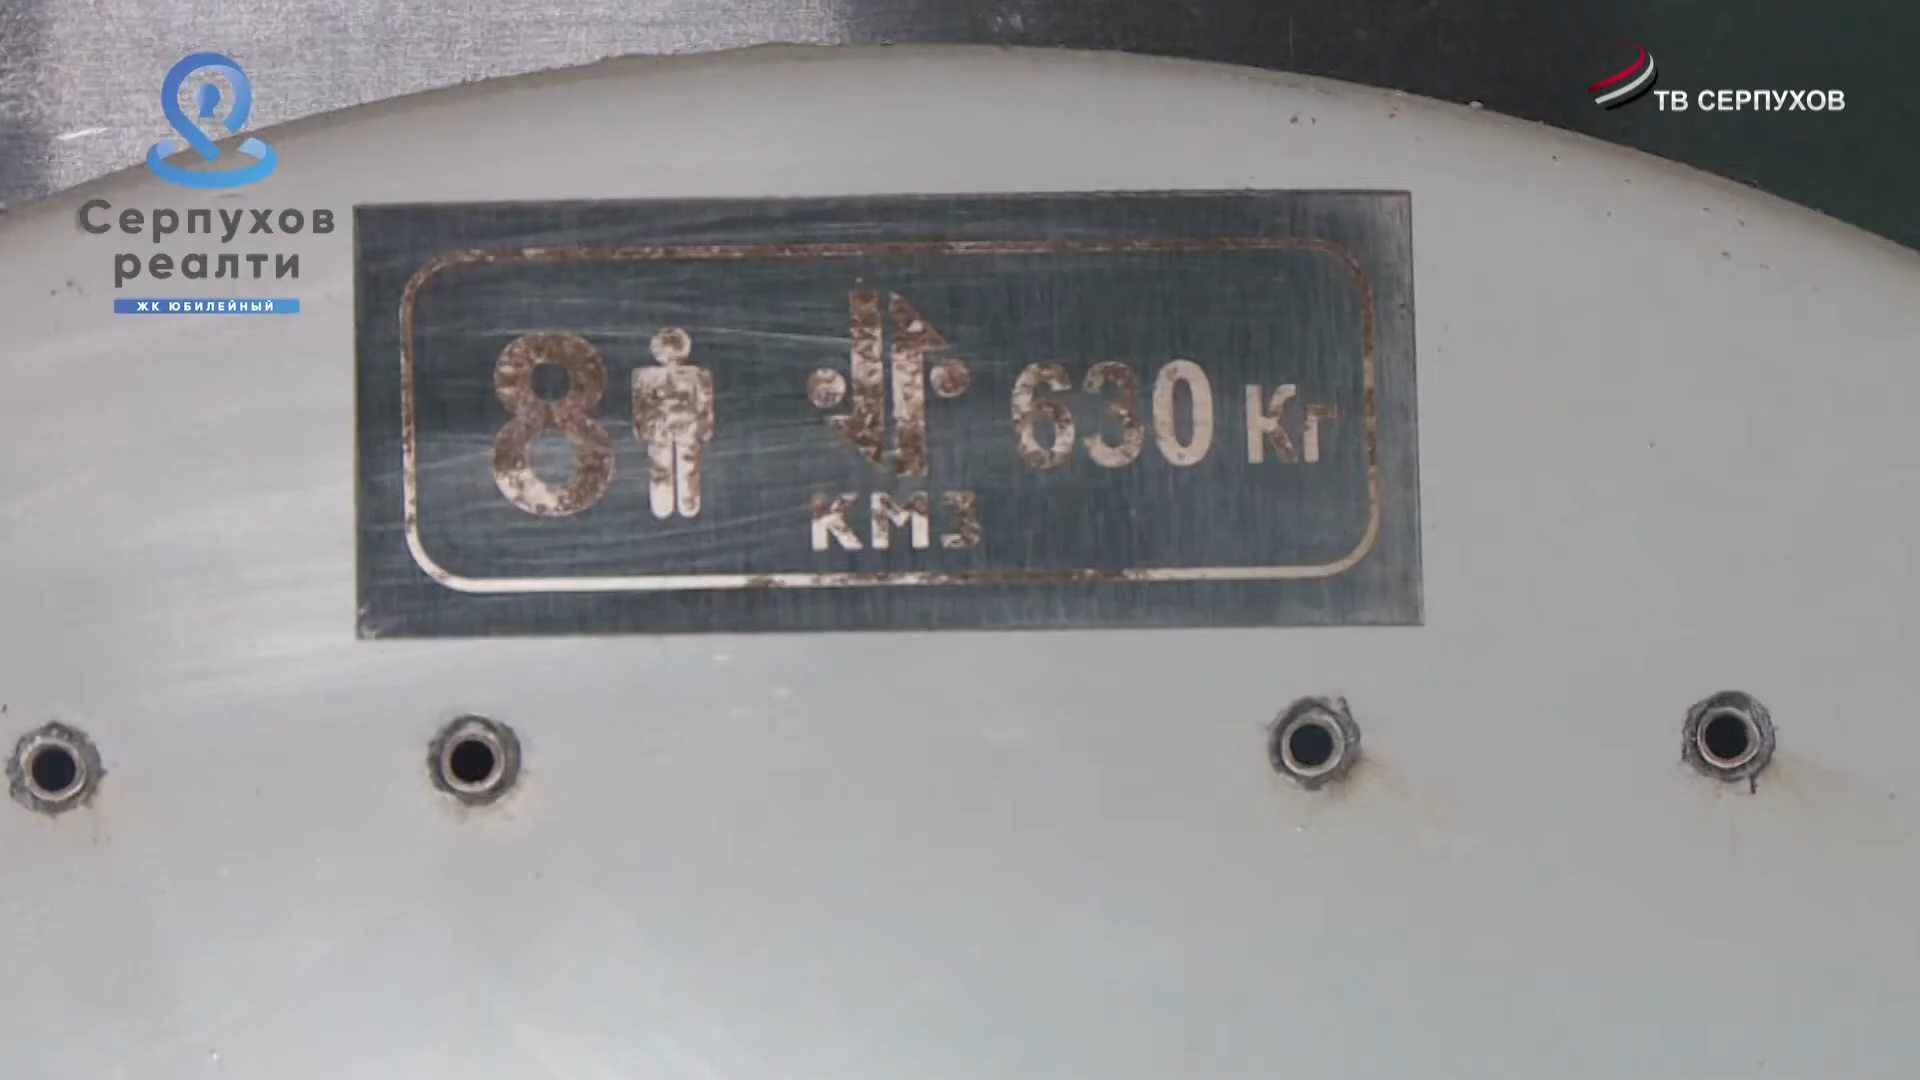 Серпухов
реалти
ЖК ЮБИЛЕЙНЫЙ
ТВ СЕРПУХОВ
8 630 кг
КМЗ